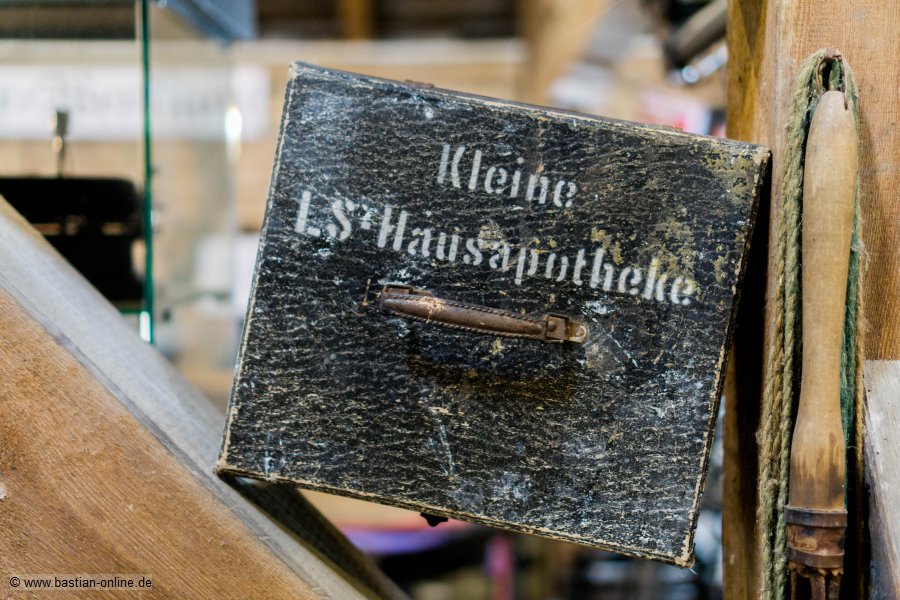 Kleine
LS-Hausapotheke
© www.bastian-online.de